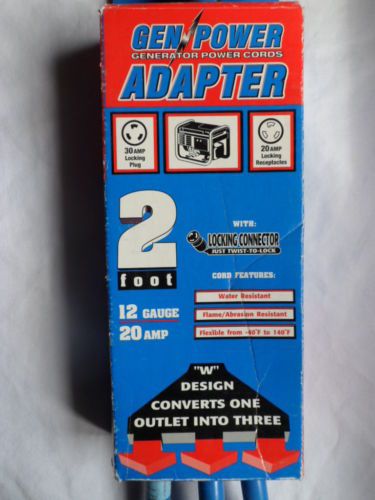 GEN POWER
GENERATOR POWER CORDS
ADAPTER
30 AMP
Locking
Plug
20 AMP
Locking
Receptacles
2
foot
WITH:
LOCKING CONNECTOR
JUST TWIST-TO-LOCK
CORD FEATURES:
12 GAUGE
20 AMP
Water Resistant
Flame/Abrasion Resistant
Flexible from -40°F to 140°F
"W"
DESIGN
CONVERTS ONE
OUTLET INTO THREE